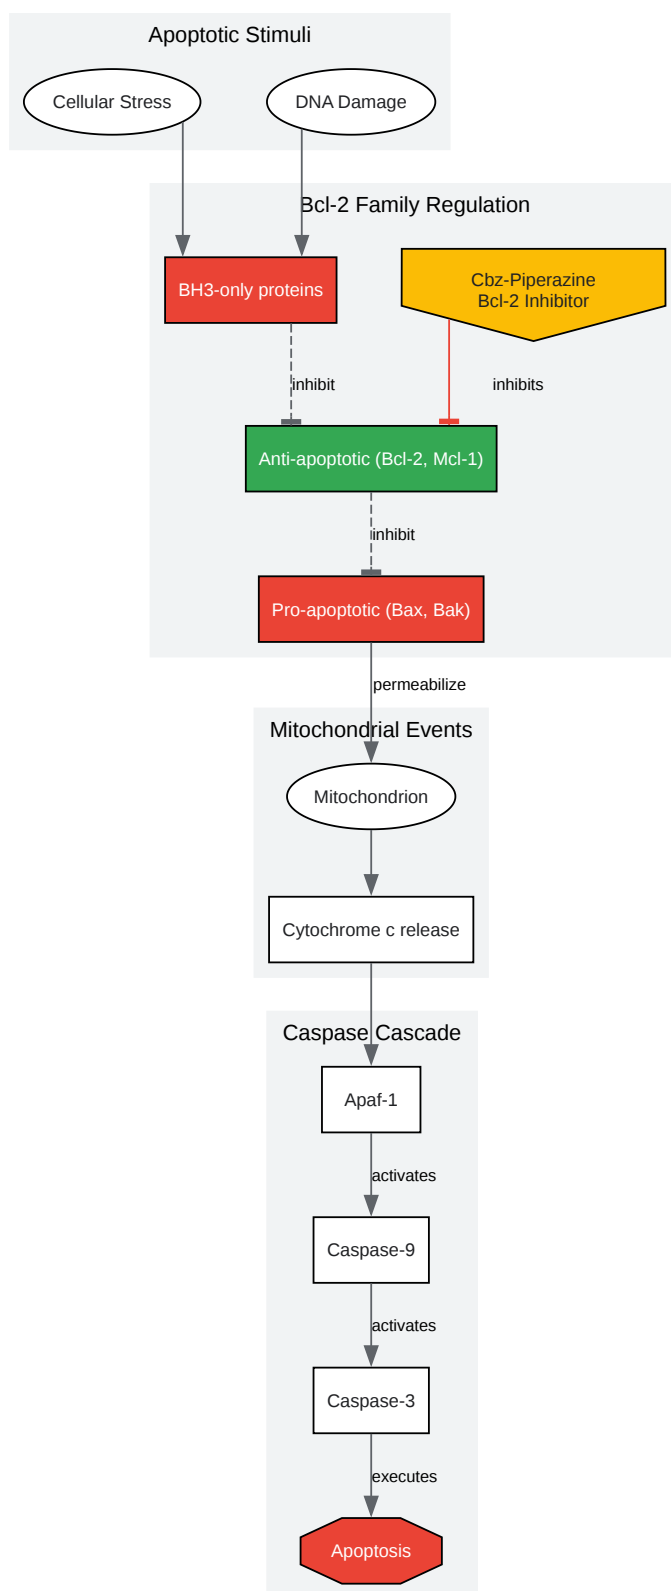 Apoptotic Stimuli
Cellular Stress
DNA Damage
Bcl-2 Family Regulation
BH3-only proteins
Cbz-Piperazine
Bcl-2 Inhibitor
inhibit
inhibits
Anti-apoptotic (Bcl-2, Mcl-1)
inhibit
Pro-apoptotic (Bax, Bak)
permeabilize
Mitochondrial Events
Mitochondrion
Cytochrome c release
Caspase Cascade
Apaf-1
activates
Caspase-9
activates
Caspase-3
executes
Apoptosis